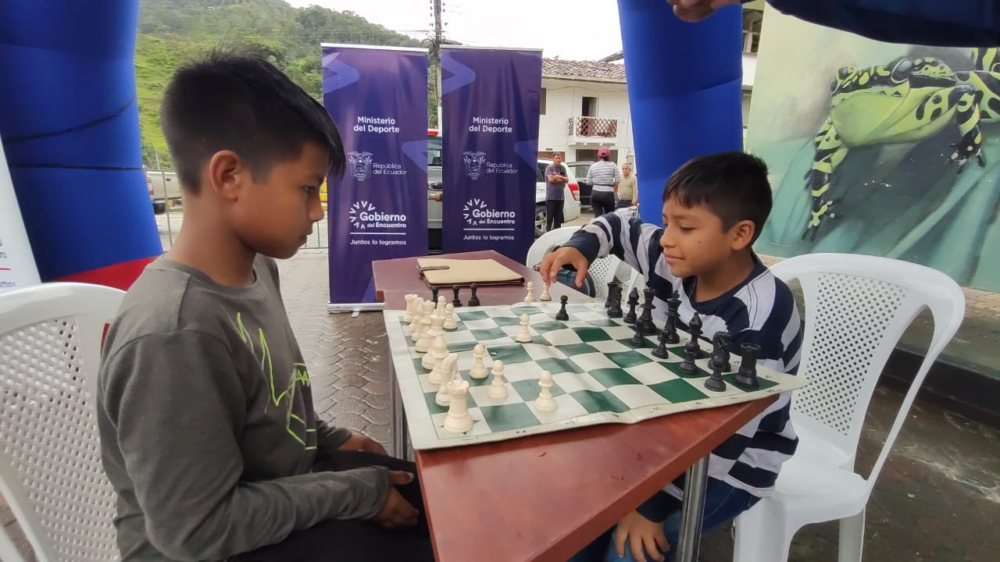 Ministerio
del Deporte
República
del Ecuador
Gobierno
del Encuentro
Juntos lo logramos
Ministerio
del Deporte
República
del Ecuador
Gobierno
del Encuentro
Juntos lo logramos